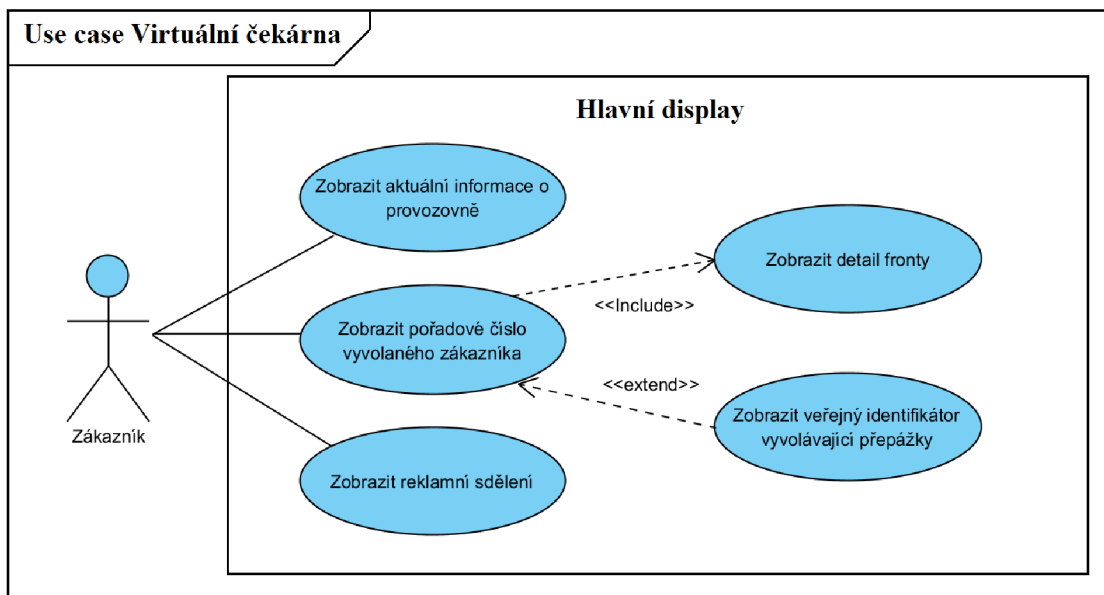 Use case Virtuální čekárna
Hlavní display
Zobrazit aktuální informace o
provozovně
Zobrazit detail fronty
<<Include>>
Zobrazit pořadové číslo
vyvolaného zákazníka
<<extend>>
Zobrazit veřejný identifikátor
vyvolávající přepážky
Zákazník
Zobrazit reklamní sdělení